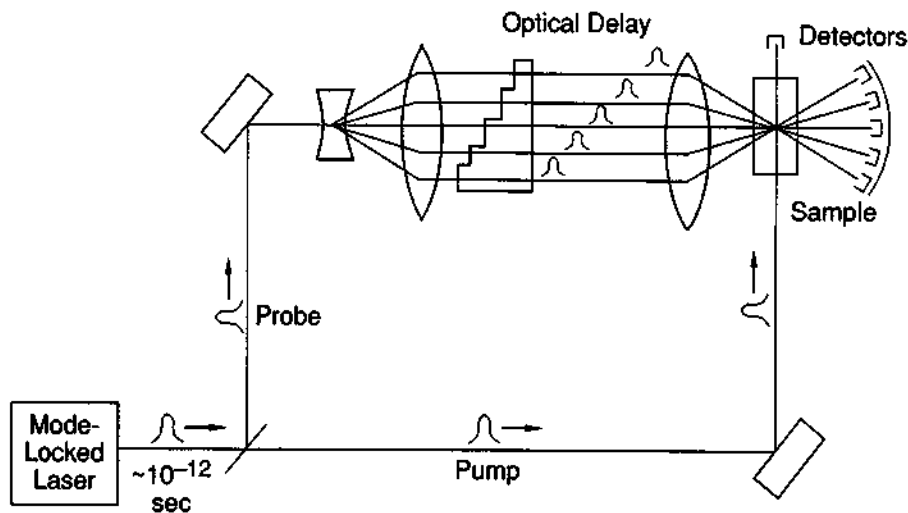 Optical Delay
Detectors
Sample
Probe
Mode-
Locked
Laser
~10⁻¹²
sec
Pump